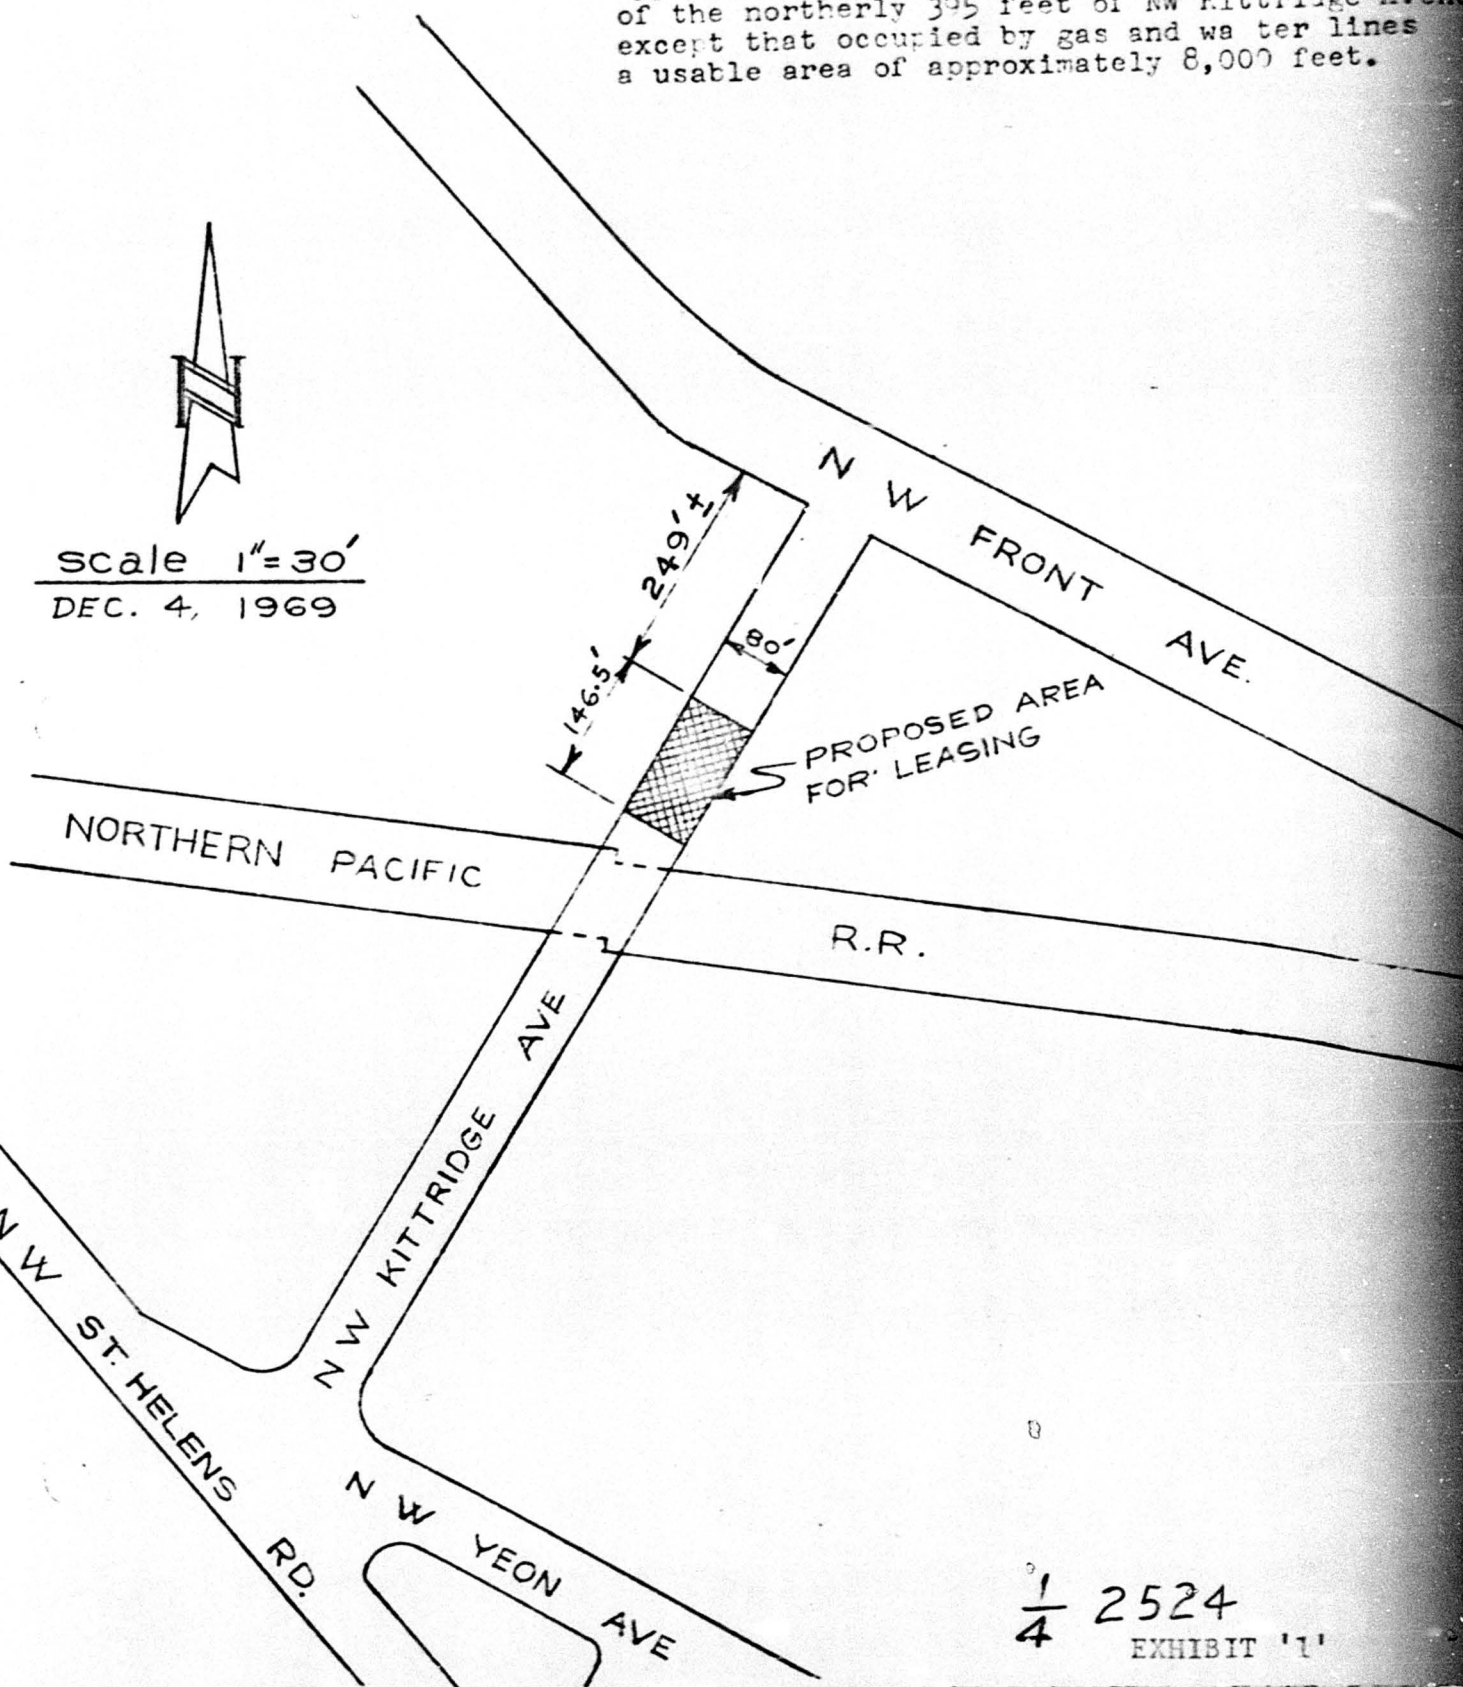 of the northerly 395 feet of NW Kittridge
except that occupied by gas and wa ter lines
a usable area of approximately 8,000 feet.
scale 1"=30'
DEC. 4, 1969
N W FRONT AVE.
249'±
80'
146.5'
PROPOSED AREA
FOR LEASING
NORTHERN PACIFIC R.R.
N W KITTRIDGE AVE
N W ST. HELENS RD.
N W YEON AVE
1/4 2524
EXHIBIT '1'